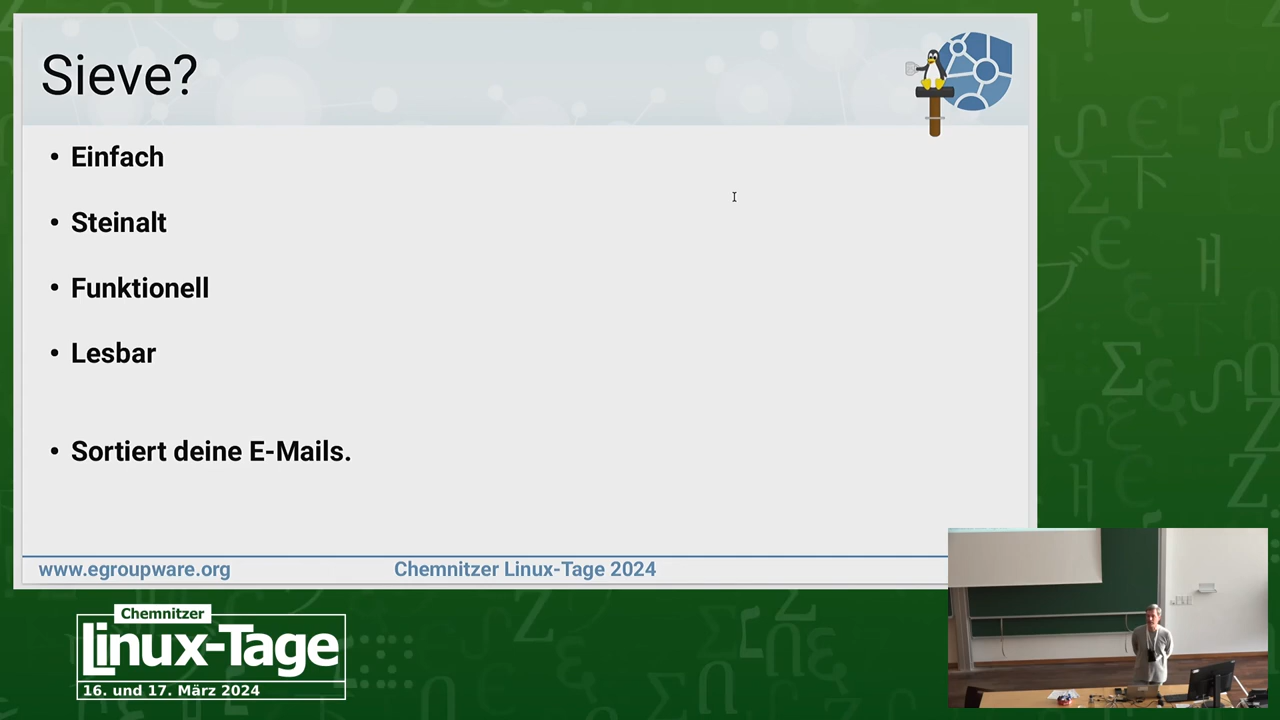 Sieve?
• Einfach
• Steinalt
• Funktionell
• Lesbar
• Sortiert deine E-Mails.
www.egroupware.org
Chemnitzer Linux-Tage 2024
Chemnitzer
Linux-Tage
16. und 17. März 2024